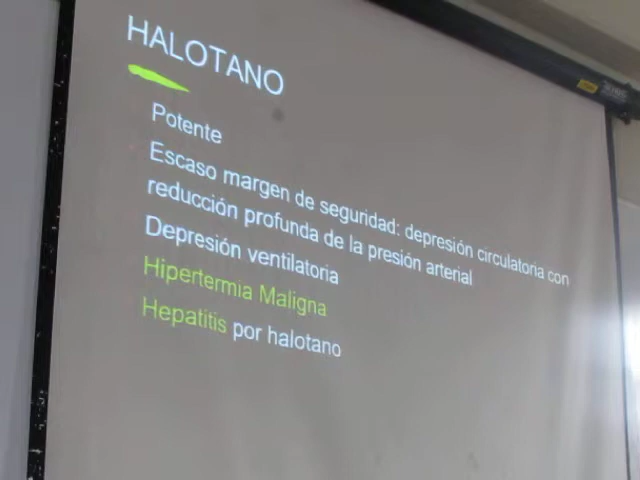 HALOTANO
Potente
Escaso margen de seguridad: depresión circulatoria con
reducción profunda de la presión arterial
Depresión ventilatoria
Hipertermia Maligna
Hepatitis por halotano